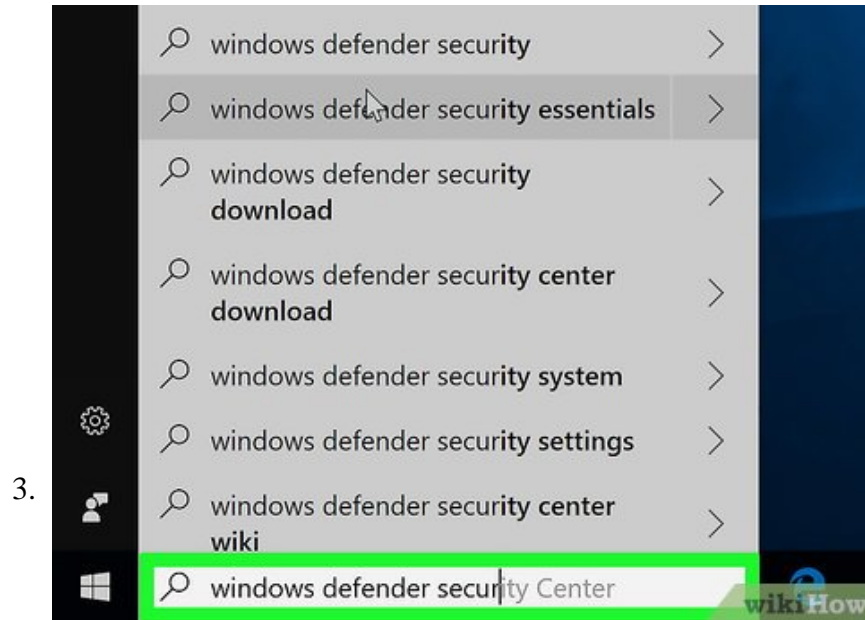 windows defender security
windows defender security essentials
windows defender security
download
windows defender security center
download
windows defender security system
windows defender security settings
3.
windows defender security center
wiki
windows defender security Center
wikiHow